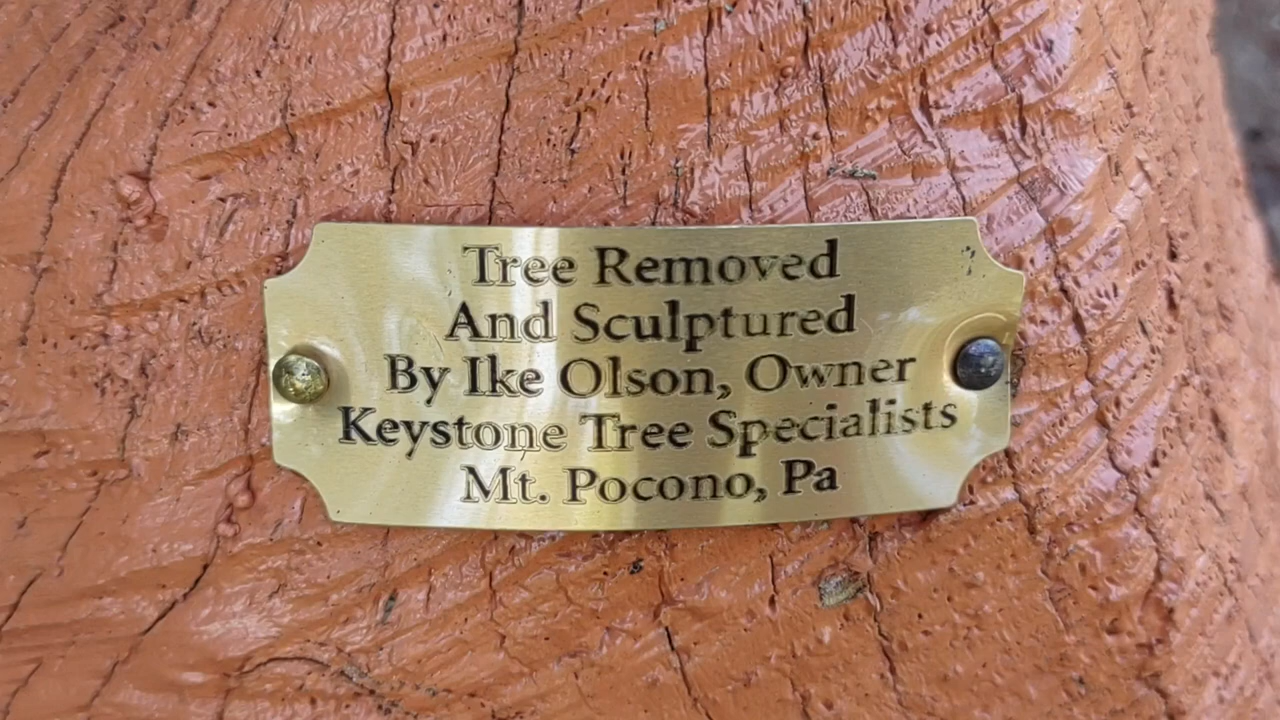 Tree Removed
And Sculptured
By Ike Olson, Owner
Keystone Tree Specialists
Mt. Pocono, Pa